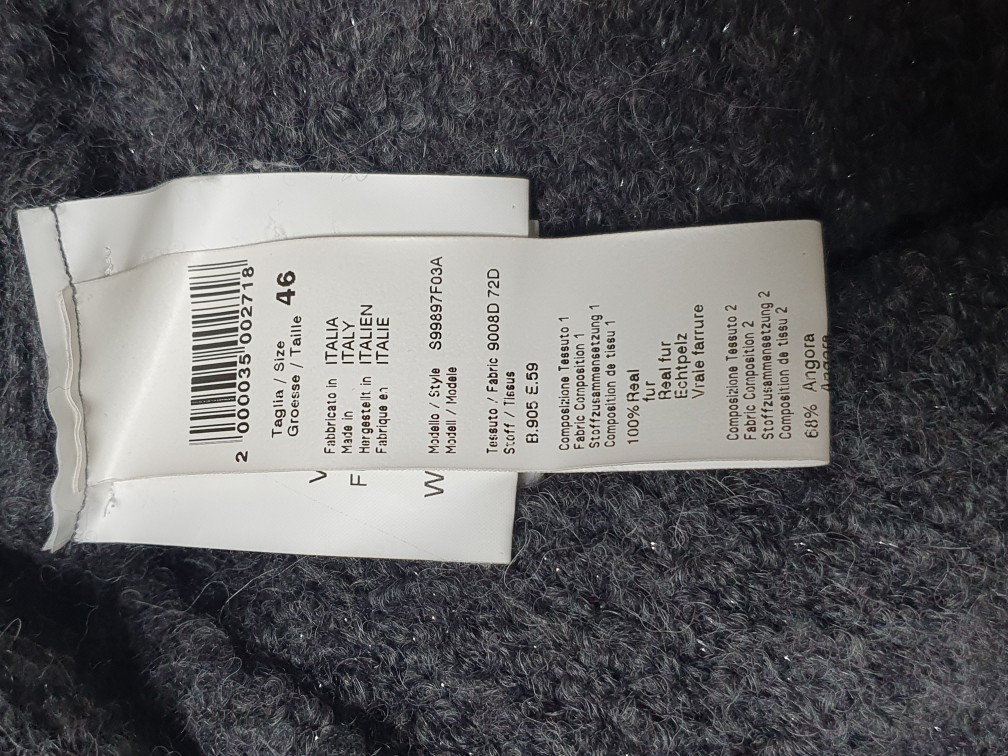 2 000035 002718
Taglia / Size
Groesse / Taille 46
Fabbricato in ITALIA
Made in ITALY
Hergestellt in ITALIEN
Fabrique en ITALIE
Modello / Style S99897F03A
Modell / Modele
Tessuto / Fabric 9008D 72D
Stoff / Tissus
B.905 E.59
Composizione Tessuto 1
Fabric Composition 1
Stoffzusammensetzung 1
Composition de tissu 1
100% Real
fur
Real fur
Echtpelz
Vraie farrure
Composizione Tessuto 2
Fabric Composition 2
Stoffzusammensetzung 2
Composition de tissu 2
68% Angora
Angora
V
F
W